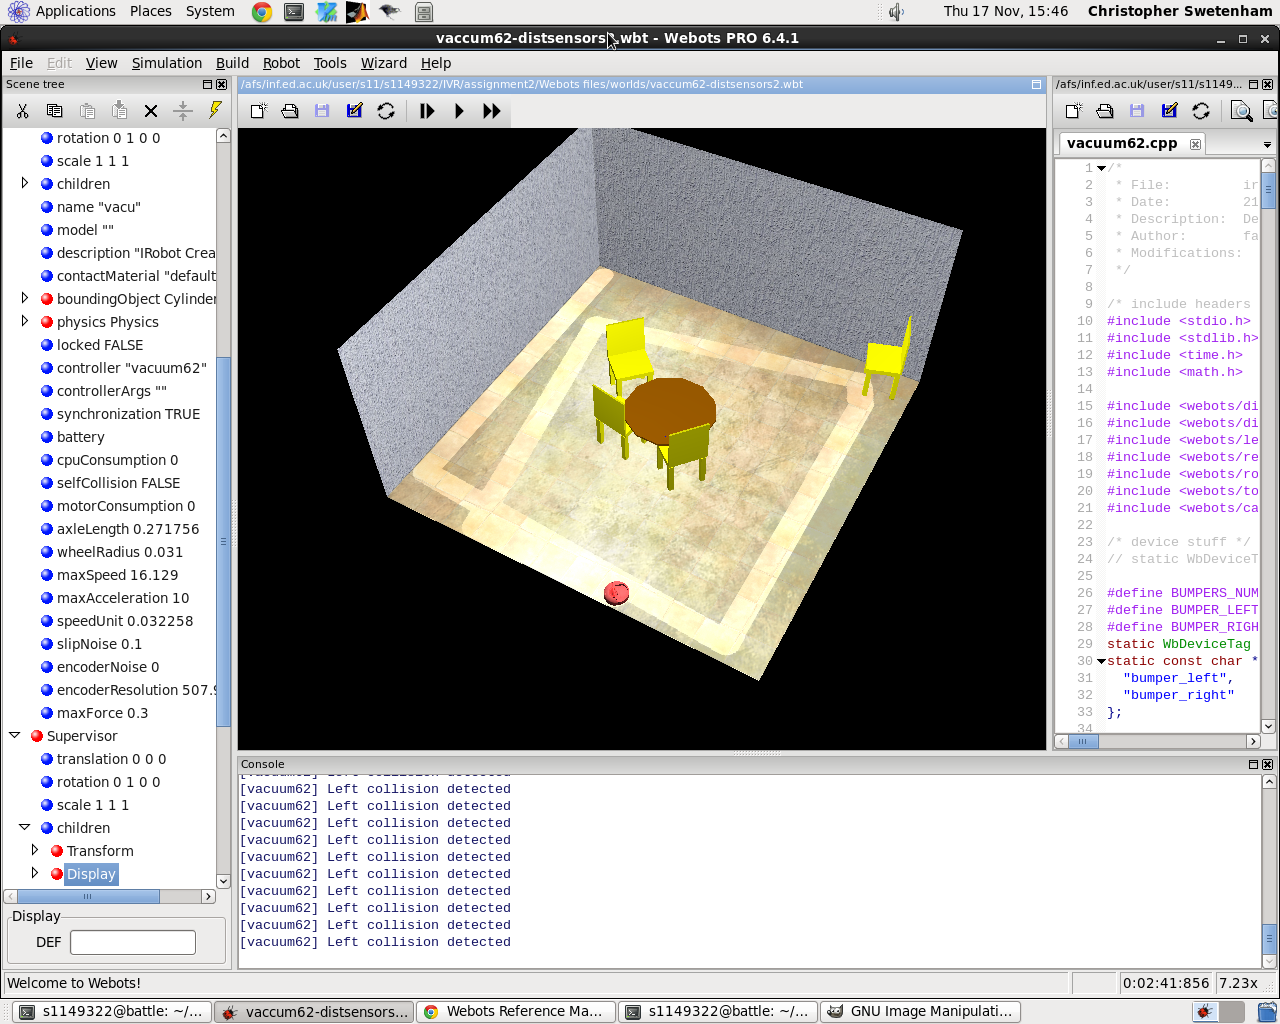 Applications Places System
Thu 17 Nov, 15:46 Christopher Swetenham
.wbt - Webots PRO 6.4.1
File Edit View Simulation Build Robot Tools Wizard Help
Scene tree
/afs/inf.ed.ac.uk/user/s11/s1149322/IVR/assignment2/Webots files/worlds/vaccum62-distsensors2.wbt
/afs/inf.ed.ac.uk/user/s11/s1149...
rotation 0 1 0 0
scale 1 1 1
children
name "vacu"
model ""
description "IRobot Crea
contactMaterial "default
boundingObject Cylinder
physics Physics
locked FALSE
controller "vacuum62"
controllerArgs ""
synchronization TRUE
battery
cpuConsumption 0
selfCollision FALSE
motorConsumption 0
axleLength 0.271756
wheelRadius 0.031
maxSpeed 16.129
maxAcceleration 10
speedUnit 0.032258
slipNoise 0.1
encoderNoise 0
encoderResolution 507.9
maxForce 0.3
Supervisor
translation 0 0 0
rotation 0 1 0 0
scale 1 1 1
children
Transform
Display
Display
DEF
vacuum62.cpp
1 /*
2 * File: ir
3 * Date: 21
4 * Description: De
5 * Author: fa
6 * Modifications:
7 */
8
9 /* include headers
10 #include <stdio.h>
11 #include <stdlib.h>
12 #include <time.h>
13 #include <math.h>
14
15 #include <webots/di
16 #include <webots/di
17 #include <webots/le
18 #include <webots/re
19 #include <webots/ro
20 #include <webots/to
21 #include <webots/ca
22
23 /* device stuff */
24 // static WbDeviceT
25
26 #define BUMPERS_NUM
27 #define BUMPER_LEFT
28 #define BUMPER_RIGH
29 static WbDeviceTag
30 static const char *
31 "bumper_left",
32 "bumper_right"
33 };
34
Console
[vacuum62] Left collision detected
[vacuum62] Left collision detected
[vacuum62] Left collision detected
[vacuum62] Left collision detected
[vacuum62] Left collision detected
[vacuum62] Left collision detected
[vacuum62] Left collision detected
[vacuum62] Left collision detected
[vacuum62] Left collision detected
[vacuum62] Left collision detected
Welcome to Webots!
0:02:41:856 7.23x
s1149322@battle: ~/... vaccum62-distsensors... Webots Reference Ma... s1149322@battle: ~/... GNU Image Manipulati...